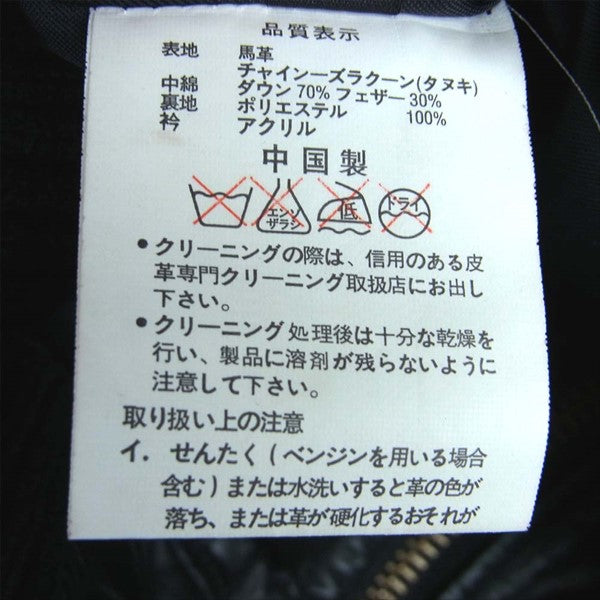 品質表示
表地 馬革
チャインーズラクーン(タヌキ)
中綿 ダウン 70% フェザー 30%
裏地 ポリエステル 100%
衿 アクリル
中国製
エンソ
ザラシ
低
ドライ
●クリーニングの際は、信用のある皮
革専門クリーニング取扱店にお出し
下さい。
●クリーニング処理後は十分な乾燥を
行い、製品に溶剤が残らないように
注意して下さい。
取り扱い上の注意
イ．せんたく(ベンジンを用いる場合
含む)または水洗いすると革の色が
落ち、または革が硬化するおそれが